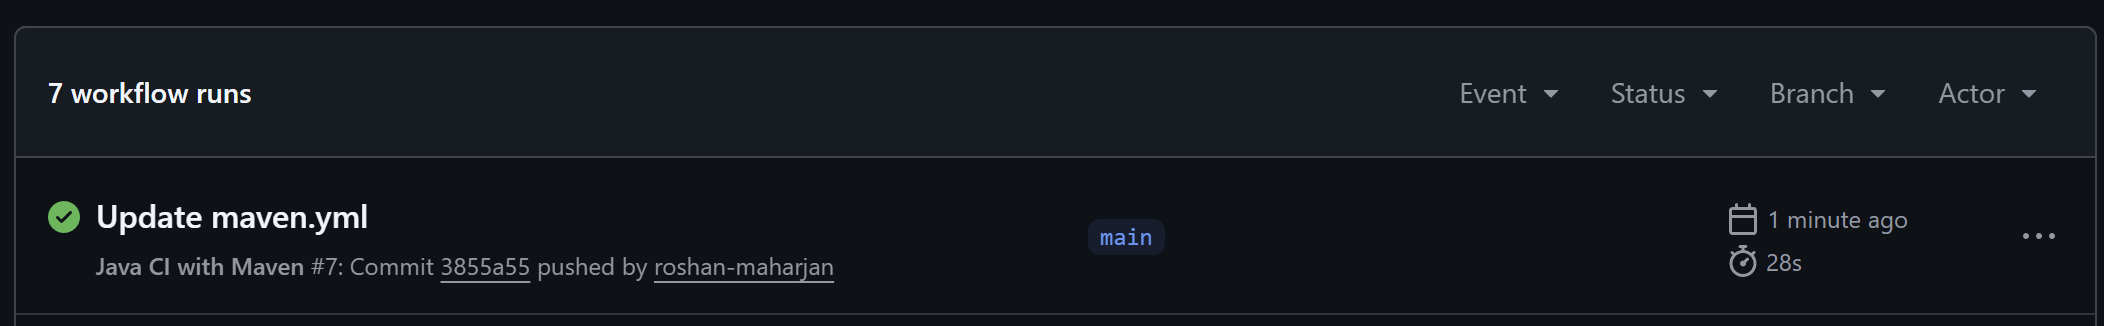 7 workflow runs
Event Status Branch Actor
Update maven.yml
Java CI with Maven #7: Commit 3855a55 pushed by roshan-maharjan
main
1 minute ago
28s